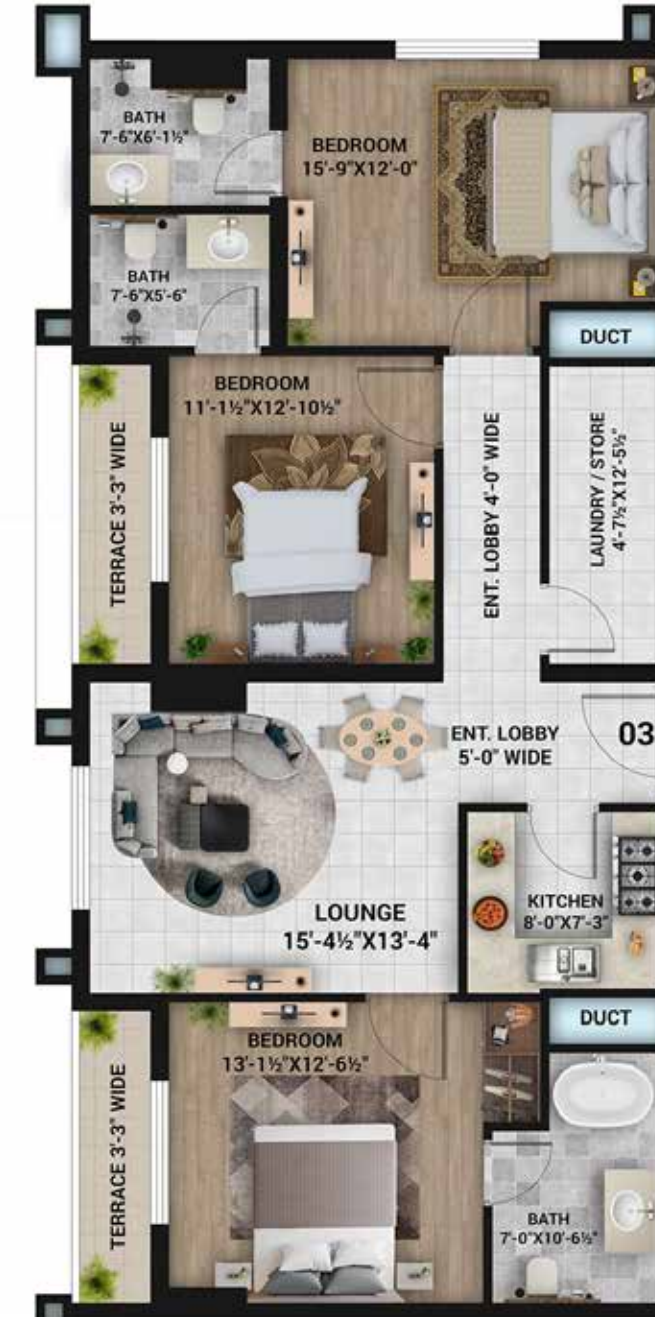 BATH
7'-6"X6'-1½"
BEDROOM
15'-9"X12'-0"
BATH
7'-6"X5'-6"
DUCT
BEDROOM
11'-1½"X12'-10½"
TERRACE 3'-3" WIDE
ENT. LOBBY 4'-0" WIDE
LAUNDRY / STORE
4'-7½"X12'-5½"
ENT. LOBBY
5'-0" WIDE
03
LOUNGE
15'-4½"X13'-4"
KITCHEN
8'-0"X7'-3"
DUCT
BEDROOM
13'-1½"X12'-6½"
TERRACE 3'-3" WIDE
BATH
7'-0"X10'-6½"